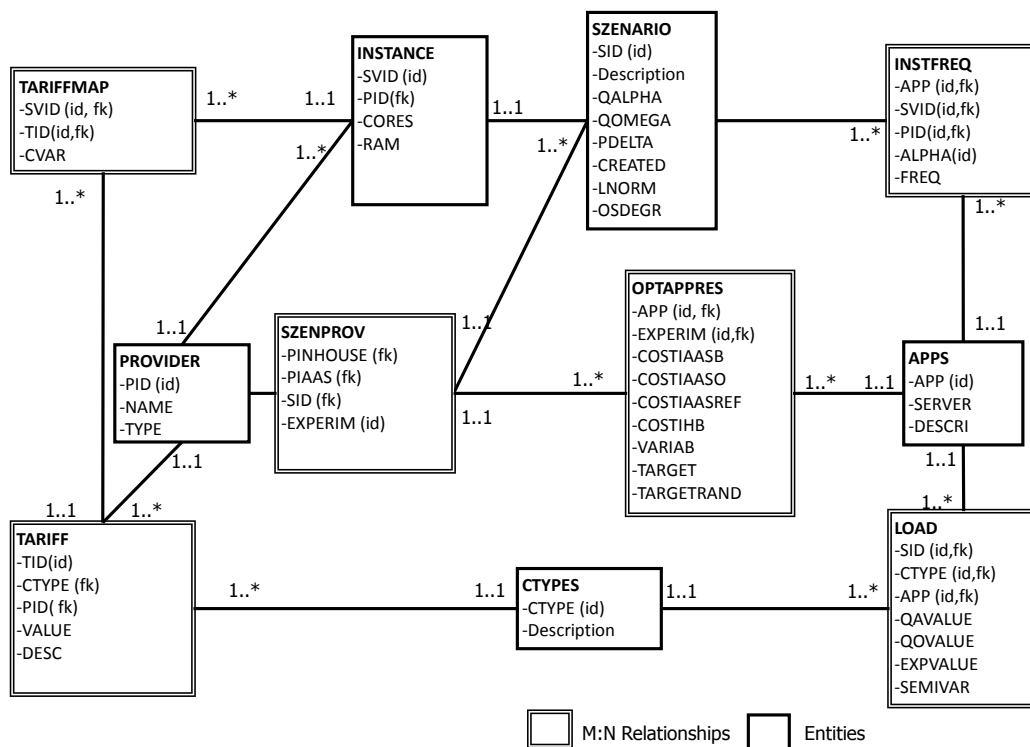 TARIFFMAP
-SVID (id, fk)
-TID(id,fk)
-CVAR
1..*
1..1
INSTANCE
-SVID (id)
-PID(fk)
-CORES
-RAM
1..1
1..*
SZENARIO
-SID (id)
-Description
-QALPHA
-QOMEGA
-PDELTA
-CREATED
-LNORM
-OSDEGR
1..*
1..*
INSTFREQ
-APP (id,fk)
-SVID(id,fk)
-PID(id,fk)
-ALPHA(id)
-FREQ
1..*
1..*
1..1
PROVIDER
-PID (id)
-NAME
-TYPE
1..1
SZENPROV
-PINHOUSE (fk)
-PIAAS (fk)
-SID (fk)
-EXPERIM (id)
1..1
1..1
1..*
OPTAPPRES
-APP (id, fk)
-EXPERIM (id,fk)
-COSTIAASB
-COSTIAASO
-COSTIAASREF
-COSTIHB
-VARIAB
-TARGET
-TARGETRAND
1..*
1..1
1..1
APPS
-APP (id)
-SERVER
-DESCRI
1..1
1..*
1..1
1..*
TARIFF
-TID(id)
-CTYPE (fk)
-PID( fk)
-VALUE
-DESC
1..*
1..1
CTYPES
-CTYPE (id)
-Description
1..1
1..*
LOAD
-SID (id,fk)
-CTYPE (id,fk)
-APP (id,fk)
-QAVALUE
-QOVALUE
-EXPVALUE
-SEMIVAR
M:N Relationships
Entities